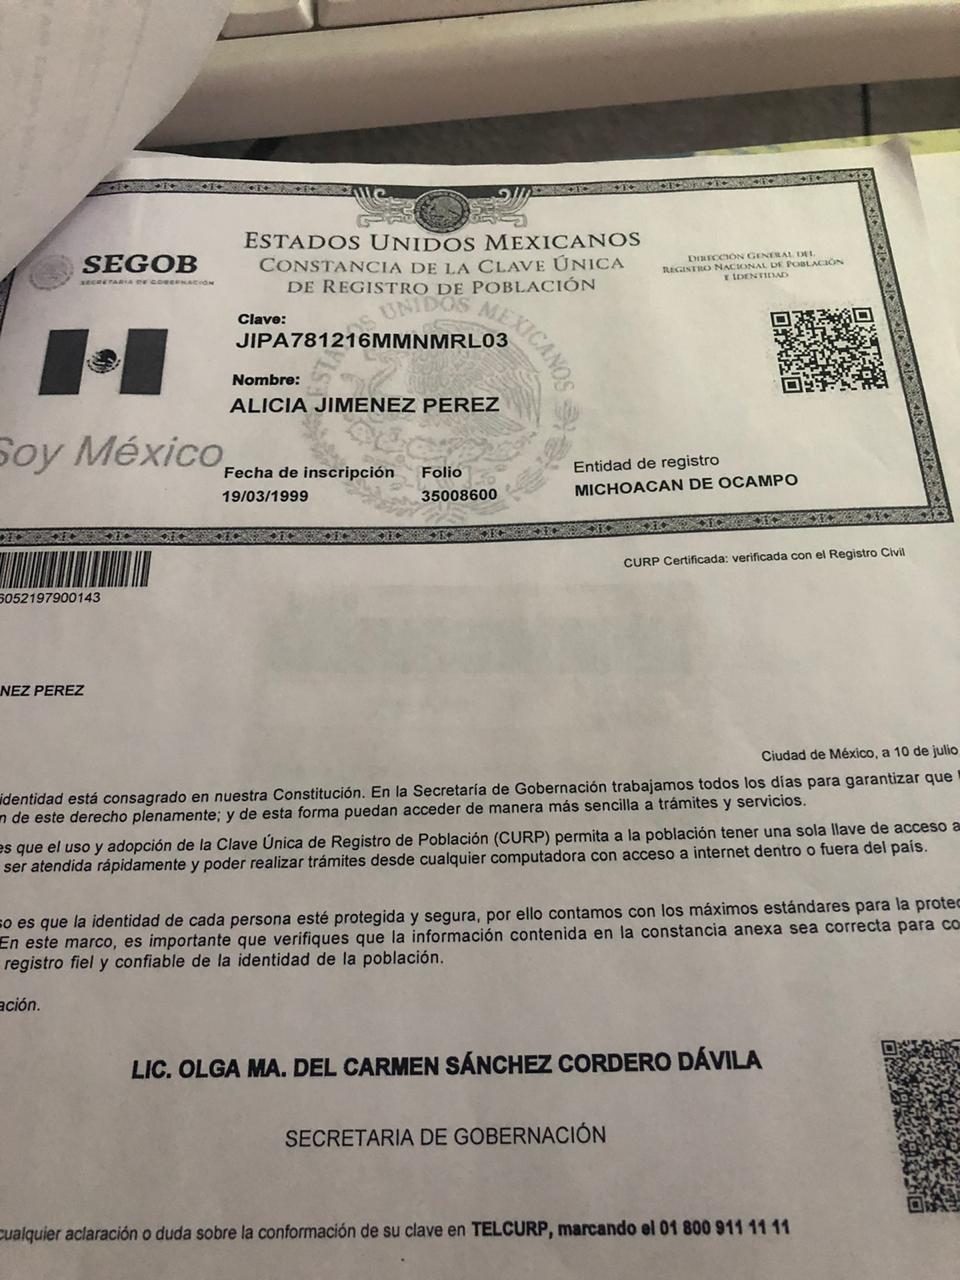 ESTADOS UNIDOS MEXICANOS
CONSTANCIA DE LA CLAVE ÚNICA
DE REGISTRO DE POBLACIÓN
SEGOB
SECRETARÍA DE GOBERNACIÓN
DIRECCIÓN GENERAL DEL
REGISTRO NACIONAL DE POBLACIÓN
E IDENTIDAD
Clave:
JIPA781216MMNMRL03
Nombre:
ALICIA JIMENEZ PEREZ
Soy México
ESTADOS UNIDOS MEXICANOS
Fecha de inscripción
19/03/1999
Folio
35008600
Entidad de registro
MICHOACAN DE OCAMPO
CURP Certificada: verificada con el Registro Civil
6052197900143
NEZ PEREZ
Ciudad de México, a 10 de julio
identidad está consagrado en nuestra Constitución. En la Secretaría de Gobernación trabajamos todos los días para garantizar que
n de este derecho plenamente; y de esta forma puedan acceder de manera más sencilla a trámites y servicios.
es que el uso y adopción de la Clave Única de Registro de Población (CURP) permita a la población tener una sola llave de acceso a
ser atendida rápidamente y poder realizar trámites desde cualquier computadora con acceso a internet dentro o fuera del país.
so es que la identidad de cada persona esté protegida y segura, por ello contamos con los máximos estándares para la protec
En este marco, es importante que verifiques que la información contenida en la constancia anexa sea correcta para co
registro fiel y confiable de la identidad de la población.
ación.
LIC. OLGA MA. DEL CARMEN SÁNCHEZ CORDERO DÁVILA
SECRETARIA DE GOBERNACIÓN
cualquier aclaración o duda sobre la conformación de su clave en TELCURP, marcando el 01 800 911 11 11